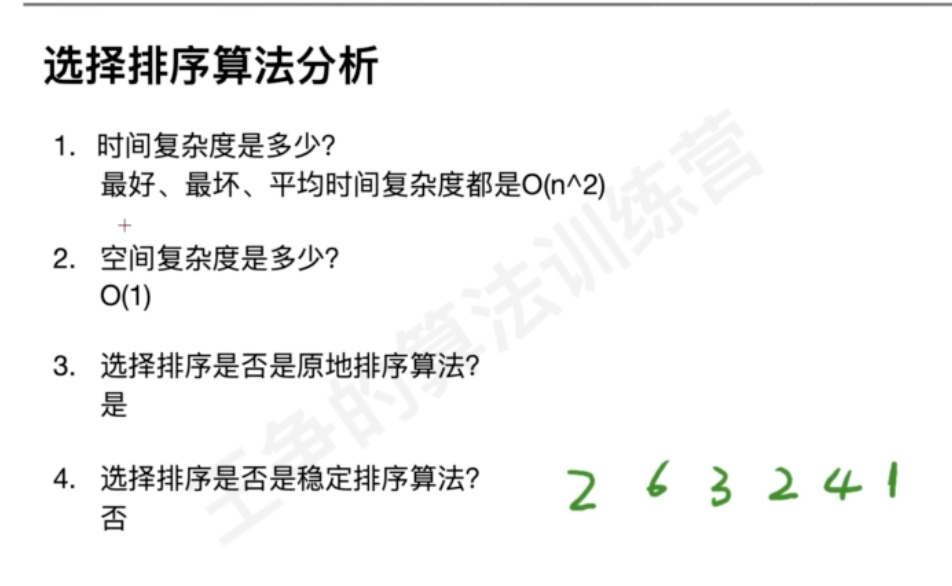 选择排序算法分析
1. 时间复杂度是多少?
最好、最坏、平均时间复杂度都是O(n^2)
2. 空间复杂度是多少?
O(1)
3. 选择排序是否是原地排序算法?
是
4. 选择排序是否是稳定排序算法?
否
2 6 3 2 4 1
王争的算法训练营